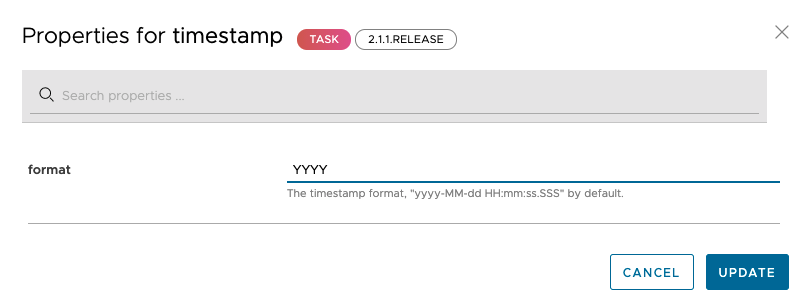 Properties for timestamp TASK 2.1.1.RELEASE
Search properties ...
format YYYY
The timestamp format, "yyyy-MM-dd HH:mm:ss.SSS" by default.
CANCEL UPDATE